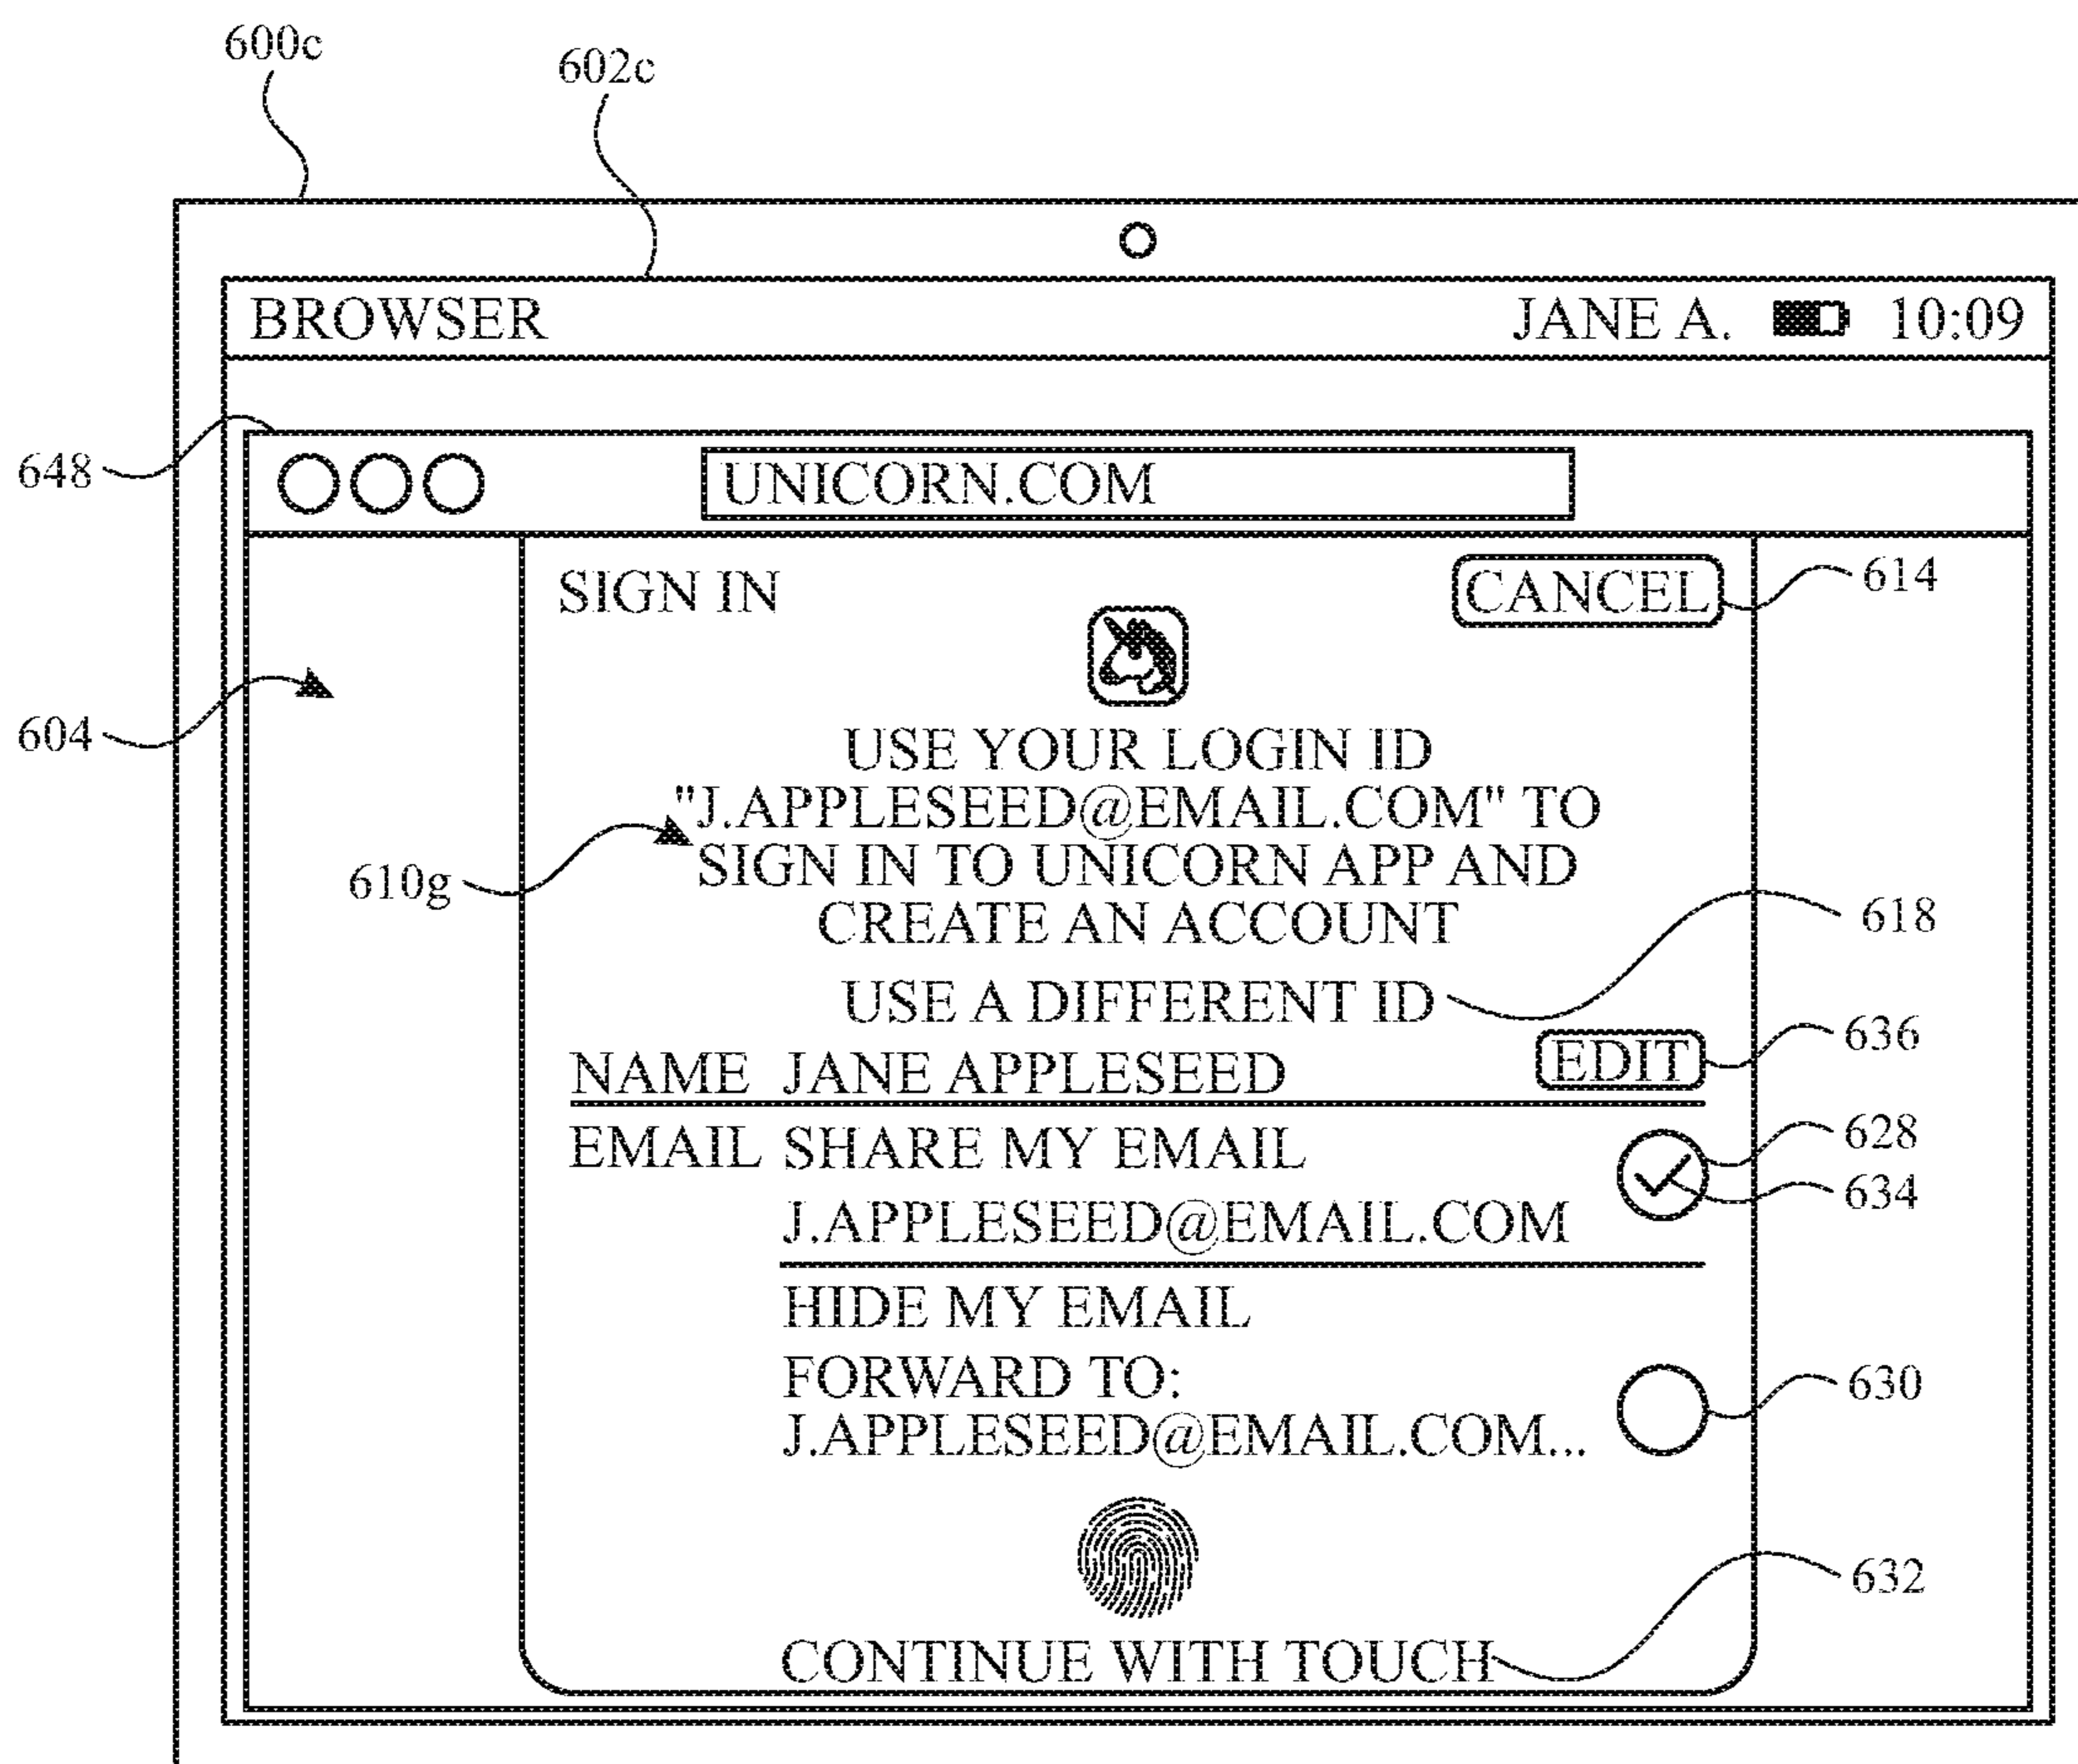 600c
602c
BROWSER JANE A. 10:09
648
UNICORN.COM
SIGN IN CANCEL 614
604
USE YOUR LOGIN ID
"J.APPLESEED@EMAIL.COM" TO
SIGN IN TO UNICORN APP AND
610g
CREATE AN ACCOUNT
618
USE A DIFFERENT ID
NAME JANE APPLESEED EDIT 636
EMAIL SHARE MY EMAIL 628
634
J.APPLESEED@EMAIL.COM
HIDE MY EMAIL
FORWARD TO: 630
J.APPLESEED@EMAIL.COM...
632
CONTINUE WITH TOUCH